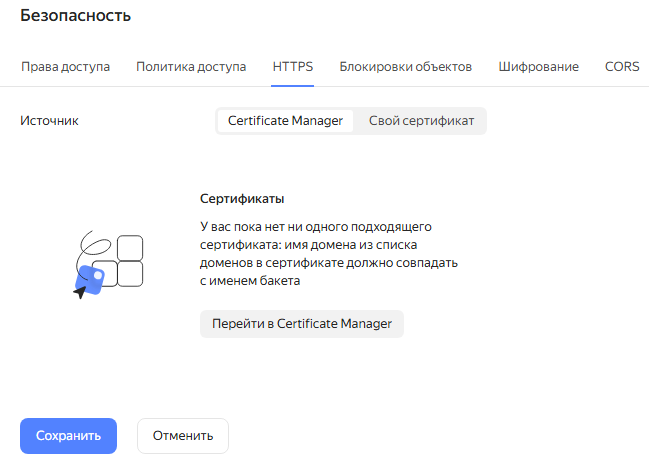 Безопасность
Права доступа Политика доступа HTTPS Блокировки объектов Шифрование CORS
Источник Certificate Manager Свой сертификат
Сертификаты
У вас пока нет ни одного подходящего
сертификата: имя домена из списка
доменов в сертификате должно совпадать
с именем бакета
Перейти в Certificate Manager
Сохранить Отменить